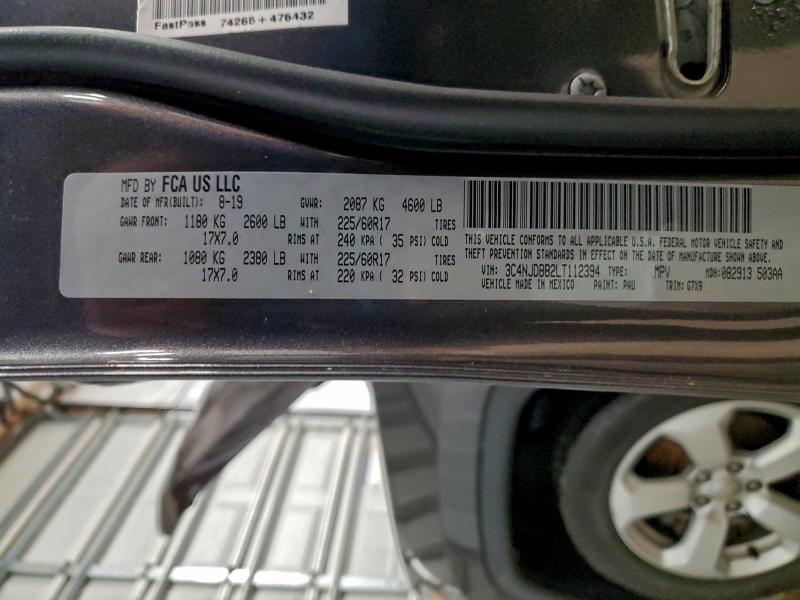 FastPass 74266 + 476432
MFD BY FCA US LLC
DATE OF MFR(BUILT): 8-19 GVWR: 2087 KG 4600 LB
GAWR FRONT: 1180 KG 2600 LB WITH 225/60R17 TIRES
17X7.0 RIMS AT 240 KPA ( 35 PSI) COLD
GAWR REAR: 1080 KG 2380 LB WITH 225/60R17 TIRES
17X7.0 RIMS AT 220 KPA ( 32 PSI) COLD
THIS VEHICLE CONFORMS TO ALL APPLICABLE U.S.A. FEDERAL MOTOR VEHICLE SAFETY AND
THEFT PREVENTION STANDARDS IN EFFECT ON THE DATE OF MANUFACTURE SHOWN ABOVE.
VIN: 3C4NJDBB2LT112394 TYPE: MPV MDH: 082913 503AA
VEHICLE MADE IN MEXICO PAINT: PAU TRIM: G7X9